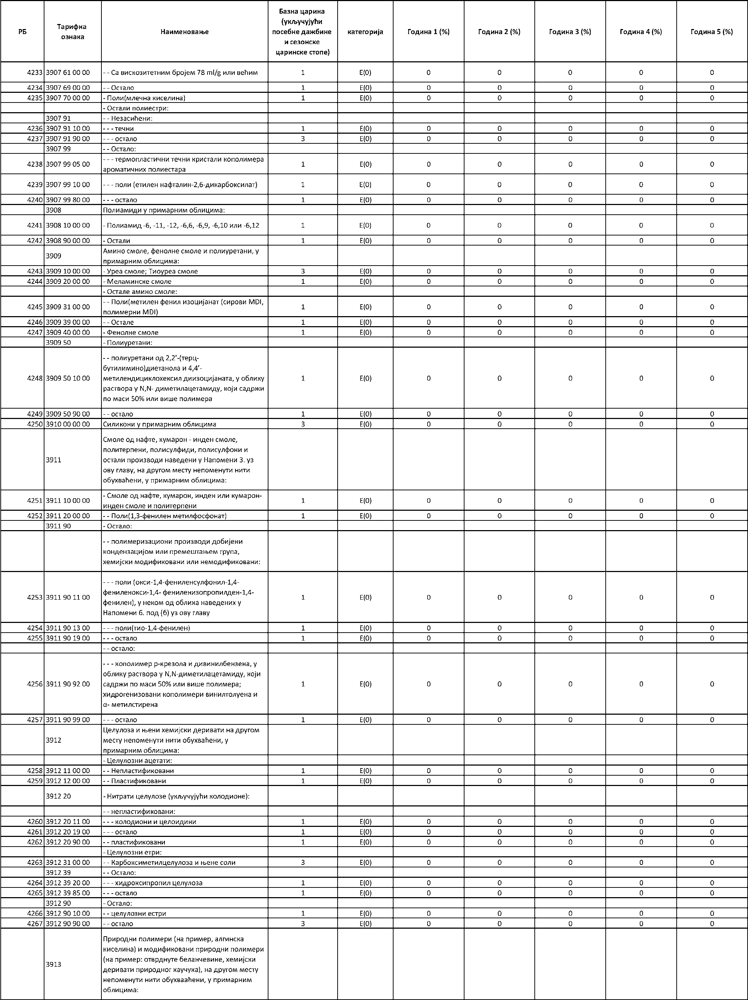 РБ Тарифна ознака Наименовање Базна царина (укључујући посебне дажбине и сезонске царинске стопе) категорија Година 1 (%) Година 2 (%) Година 3 (%) Година 4 (%) Година 5 (%)
4233 3907 61 00 00 - - Са вискозитетним бројем 78 ml/g или већим 1 E(0) 0 0 0 0 0
4234 3907 69 00 00 - - Остало 1 E(0) 0 0 0 0 0
4235 3907 70 00 00 - Поли(млечна киселина) 1 E(0) 0 0 0 0 0
- Остали полиестри:
3907 91 - - Незасићени:
4236 3907 91 10 00 - - - течни 1 E(0) 0 0 0 0 0
4237 3907 91 90 00 - - - остало 3 E(0) 0 0 0 0 0
3907 99 - - Остало:
4238 3907 99 05 00 - - - термопластични течни кристали кополимера
ароматичних полиестара 1 E(0) 0 0 0 0 0
4239 3907 99 10 00 - - - поли (етилен нафталин-2,6-дикарбоксилат) 1 E(0) 0 0 0 0 0
4240 3907 99 80 00 - - - остало 1 E(0) 0 0 0 0 0
3908 Полиамиди у примарним облицима:
4241 3908 10 00 00 - Полиамид -6, -11, -12, -6,6, -6,9, -6,10 или -6,12 1 E(0) 0 0 0 0 0
4242 3908 90 00 00 - Остали 1 E(0) 0 0 0 0 0
3909 Амино смоле, фенолне смоле и полиуретани, у
примарним облицима:
4243 3909 10 00 00 - Уреа смоле; Тиоуреа смоле 3 E(0) 0 0 0 0 0
4244 3909 20 00 00 - Меламинске смоле 1 E(0) 0 0 0 0 0
- Остале амино смоле:
4245 3909 31 00 00 - - Поли(метилен фенил изоцијанат (сирови MDI,
полимерни MDI) 1 E(0) 0 0 0 0 0
4246 3909 39 00 00 - - Остале 1 E(0) 0 0 0 0 0
4247 3909 40 00 00 - Фенолне смоле 1 E(0) 0 0 0 0 0
3909 50 - Полиуретани:
4248 3909 50 10 00 - - полиуретани од 2,2'-(терц-
бутилимино)диетанола и 4,4'-
метилендициклохексил диизоцијаната, у облику
раствора у N,N- диметилацетамиду, који садржи
по маси 50% или више полимера 1 E(0) 0 0 0 0 0
4249 3909 50 90 00 - - остало 1 E(0) 0 0 0 0 0
4250 3910 00 00 00 Силикони у примарним облицима 3 E(0) 0 0 0 0 0
3911 Смоле од нафте, кумарон - инден смоле,
политерпени, полисулфиди, полисулфони и
остали производи наведени у Напомени 3. уз
ову главу, на другом месту непоменути нити
обухваћени, у примарним облицима:
4251 3911 10 00 00 - Смоле од нафте, кумарон, инден или кумарон-
инден смоле и политерпени 1 E(0) 0 0 0 0 0
4252 3911 20 00 00 - - Поли(1,3-фенилен метилфосфонат) 1 E(0) 0 0 0 0 0
3911 90 - Остало:
- - полимеризациони производи добијени
кондензацијом или премештањем група,
хемијски модификовани или немодификовани:
4253 3911 90 11 00 - - - поли (окси-1,4-фениленсулфонил-1,4-
фениленокси-1,4- фениленизопропилден-1,4-
фенилен), у неком од облика наведених у
Напомени 6. под (б) уз ову главу 1 E(0) 0 0 0 0 0
4254 3911 90 13 00 - - - поли(тио-1,4-фенилен) 1 E(0) 0 0 0 0 0
4255 3911 90 19 00 - - - остало 1 E(0) 0 0 0 0 0
- - остало:
4256 3911 90 92 00 - - - кополимер p-крезола и дивинилбензена, у
облику раствора у N,N-диметилацетамиду, који
садржи по маси 50% или више полимера;
хидрогенизовани кополимери винилтолуена и
α- метилстирена 1 E(0) 0 0 0 0 0
4257 3911 90 99 00 - - - остало 1 E(0) 0 0 0 0 0
3912 Целулоза и њени хемијски деривати на другом
месту непоменути нити обухваћени, у
примарним облицима:
- Целулозни ацетати:
4258 3912 11 00 00 - - Непластификовани 1 E(0) 0 0 0 0 0
4259 3912 12 00 00 - - Пластификовани 1 E(0) 0 0 0 0 0
3912 20 - Нитрати целулозе (укључујући колодионе):
- - непластификовани:
4260 3912 20 11 00 - - - колодиони и целоидини 1 E(0) 0 0 0 0 0
4261 3912 20 19 00 - - - остало 1 E(0) 0 0 0 0 0
4262 3912 20 90 00 - - пластификовани 1 E(0) 0 0 0 0 0
- Целулозни етри:
4263 3912 31 00 00 - - Карбоксиметилцелулоза и њене соли 3 E(0) 0 0 0 0 0
3912 39 - - Остало:
4264 3912 39 20 00 - - - хидроксипропил целулоза 1 E(0) 0 0 0 0 0
4265 3912 39 85 00 - - - остало 1 E(0) 0 0 0 0 0
3912 90 - Остало:
4266 3912 90 10 00 - - целулозни естри 1 E(0) 0 0 0 0 0
4267 3912 90 90 00 - - остало 3 E(0) 0 0 0 0 0
3913 Природни полимери (на пример, алгинска
киселина) и модификовани природни полимери
(на пример: отврднуте беланчевине, хемијски
деривати природног каучука), на другом месту
непоменути нити обухвааћени, у примарним
облицима: